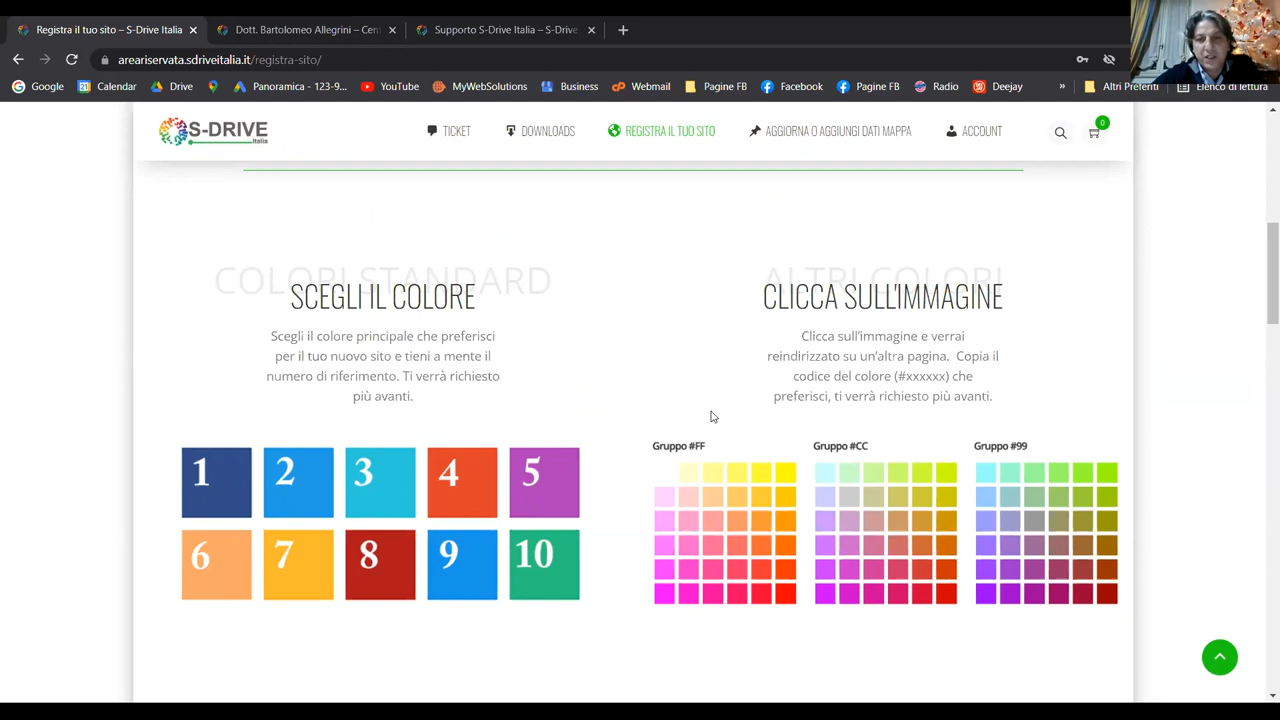 Registra il tuo sito – S-Drive Italia
Dott. Bartolomeo Allegrini – Cen
Supporto S-Drive Italia – S-Drive
areariservata.sdriveitalia.it/registra-sito/
Google
Calendar
Drive
Panoramica - 123-9...
YouTube
MyWebSolutions
Business
Webmail
Pagine FB
Facebook
Pagine FB
Radio
Deejay
»
Altri Preferiti
Elenco di lettura
S-DRIVE
Italia
TICKET
DOWNLOADS
REGISTRA IL TUO SITO
AGGIORNA O AGGIUNGI DATI MAPPA
ACCOUNT
0
COLORI STANDARD
SCEGLI IL COLORE
Scegli il colore principale che preferisci
per il tuo nuovo sito e tieni a mente il
numero di riferimento. Ti verrà richiesto
più avanti.
1 2 3 4 5
6 7 8 9 10
ALTRI COLORI
CLICCA SULL'IMMAGINE
Clicca sull'immagine e verrai
reindirizzato su un'altra pagina. Copia il
codice del colore (#xxxxxx) che
preferisci, ti verrà richiesto più avanti.
Gruppo #FF
Gruppo #CC
Gruppo #99